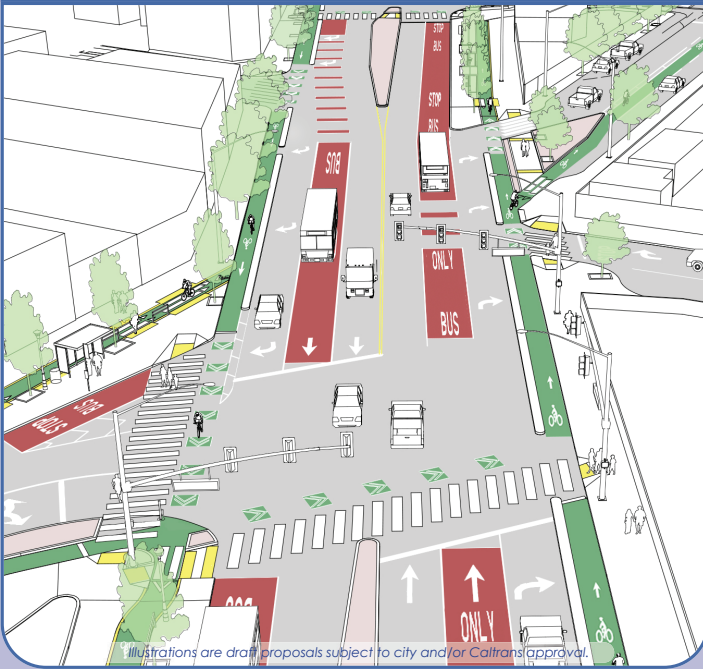 STOP
BUS
STOP
BUS
BUS
ONLY
BUS
BUS
STOP
BUS
ONLY
Illustrations are draft proposals subject to city and/or Caltrans approval.